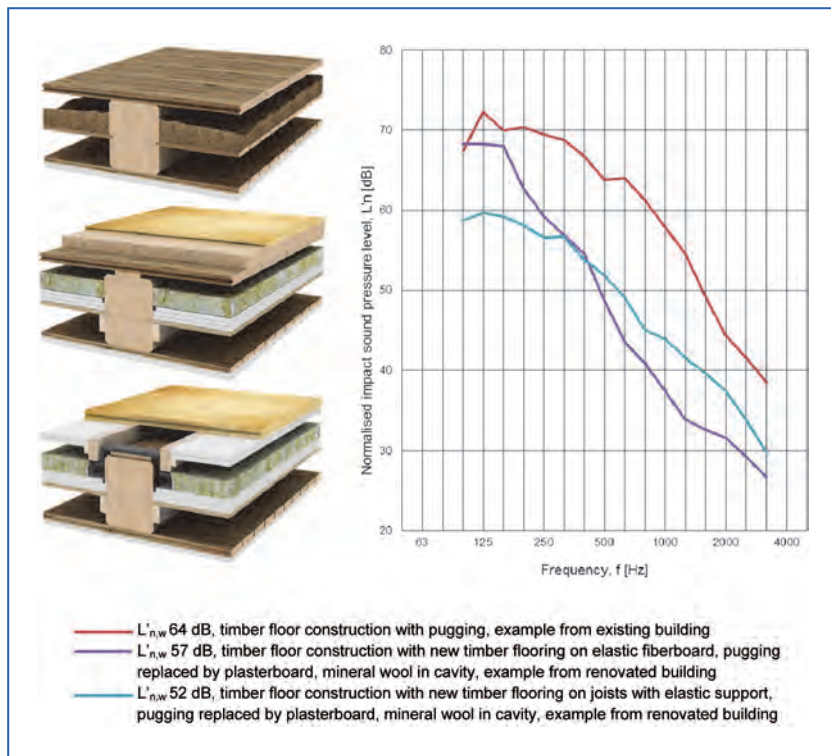 80
70
60
50
40
30
20
Normalised impact sound pressure level, L'n [dB]
63 125 250 500 1000 2000 4000
Frequency, f [Hz]
L'n,w 64 dB, timber floor construction with pugging, example from existing building
L'n,w 57 dB, timber floor construction with new timber flooring on elastic fiberboard, pugging
replaced by plasterboard, mineral wool in cavity, example from renovated building
L'n,w 52 dB, timber floor construction with new timber flooring on joists with elastic support,
pugging replaced by plasterboard, mineral wool in cavity, example from renovated building